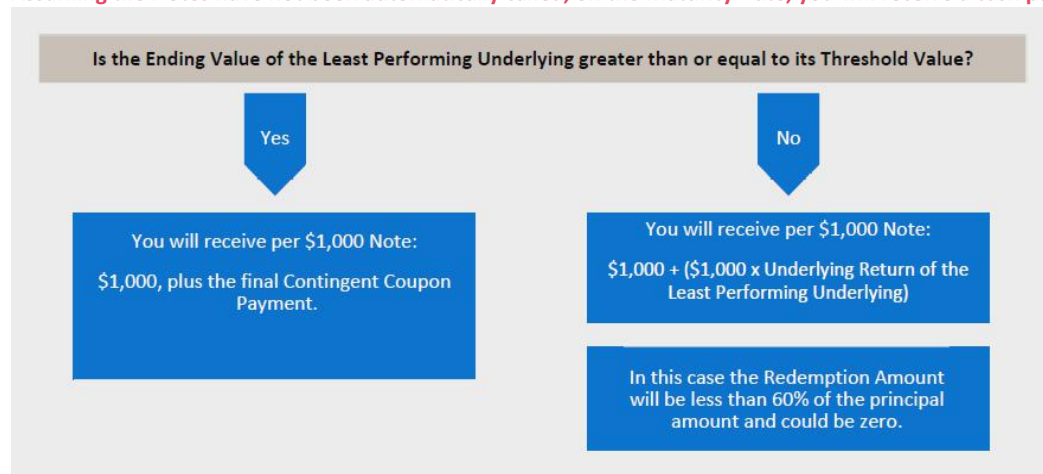 Is the Ending Value of the Least Performing Underlying greater than or equal to its Threshold Value?
Yes
No
You will receive per $1,000 Note:
$1,000, plus the final Contingent Coupon
Payment.
You will receive per $1,000 Note:
$1,000 + ($1,000 x Underlying Return of the
Least Performing Underlying)
In this case the Redemption Amount
will be less than 60% of the principal
amount and could be zero.